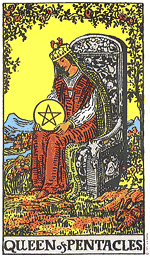 QUEEN of PENTACLES